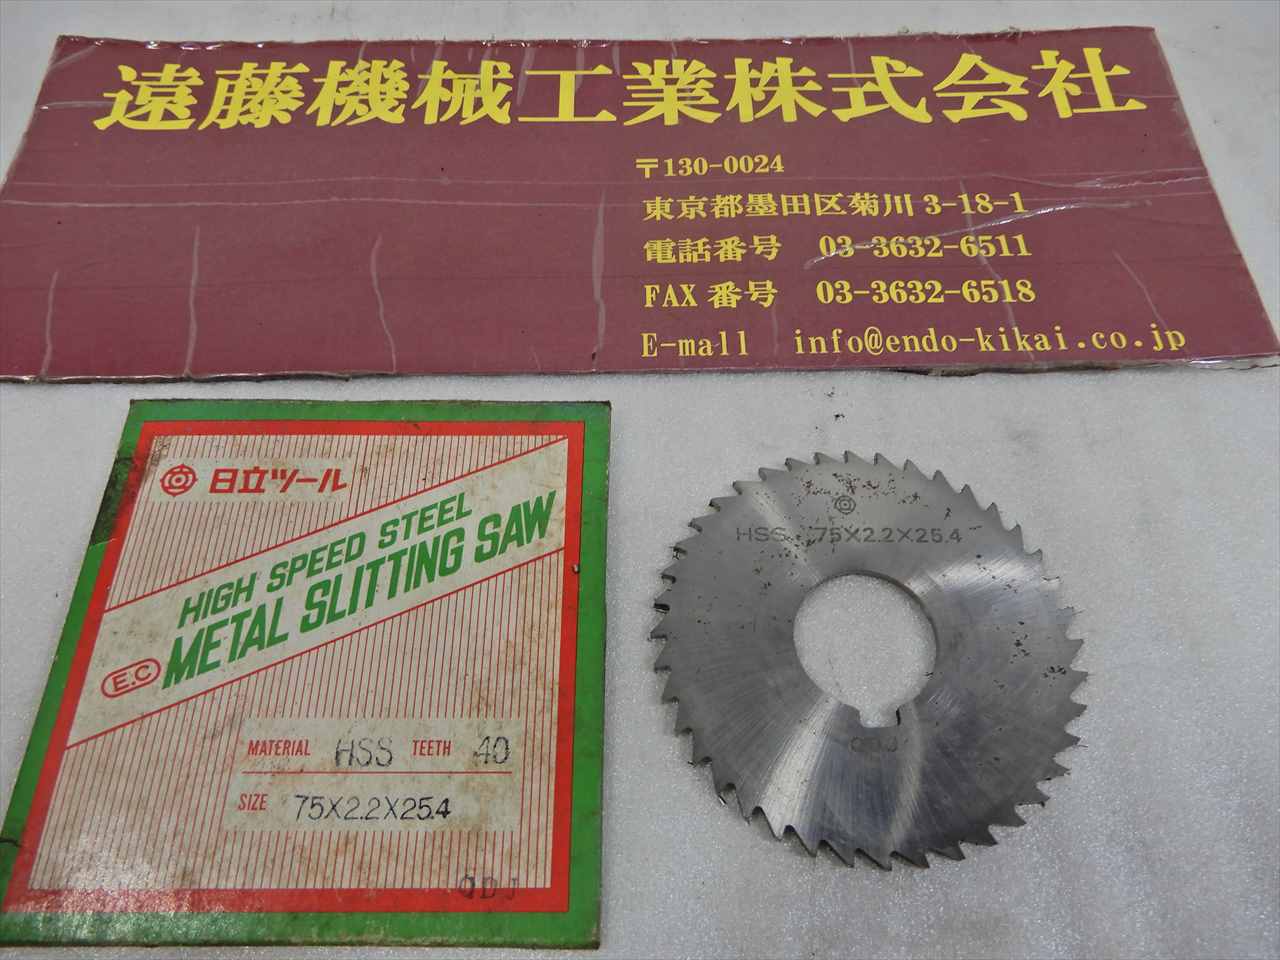 遠藤機械工業株式会社
〒130-0024
東京都墨田区菊川 3-18-1
電話番号 03-3632-6511
FAX 番号 03-3632-6518
E-mall info@endo-kikai.co.jp
日立ツール
HIGH SPEED STEEL
METAL SLITTING SAW
E.C
MATERIAL HSS TEETH 40
SIZE 75X2.2X25.4
QDJ
HSS 75X2.2X25.4
QDJ